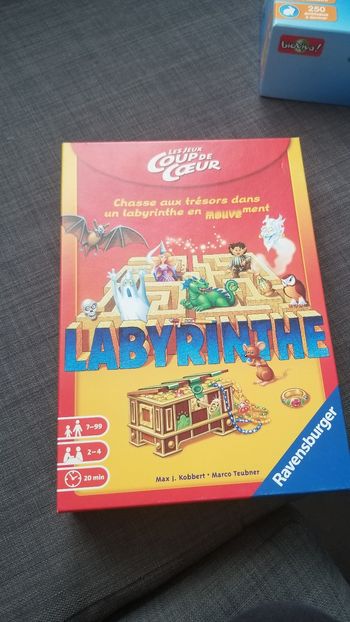 250
bioviva!
LES JEUX
COUP DE
CŒUR
Chasse aux trésors dans
un labyrinthe en mouvement
LABYRINTHE
7-99
2-4
20 min
Max J. Kobbert • Marco Teubner
Ravensburger